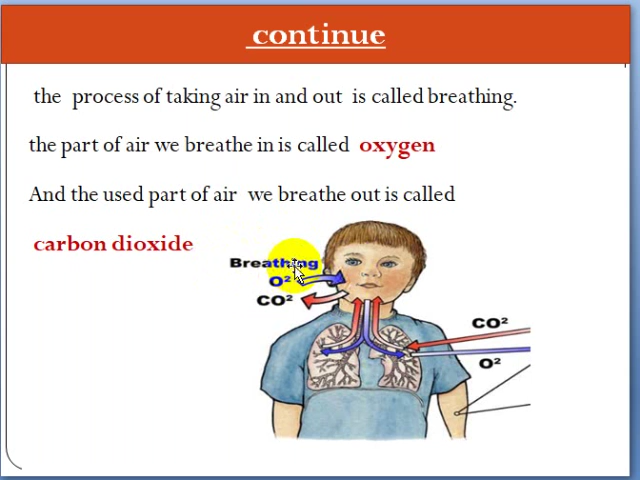 continue
the process of taking air in and out is called breathing.
the part of air we breathe in is called oxygen
And the used part of air we breathe out is called
carbon dioxide
Breathing
O²
CO²
CO²
O²